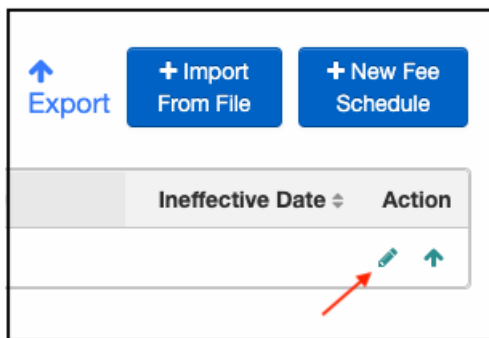 + Import
+ New Fee
Export
From File
Schedule
Ineffective Date
Action